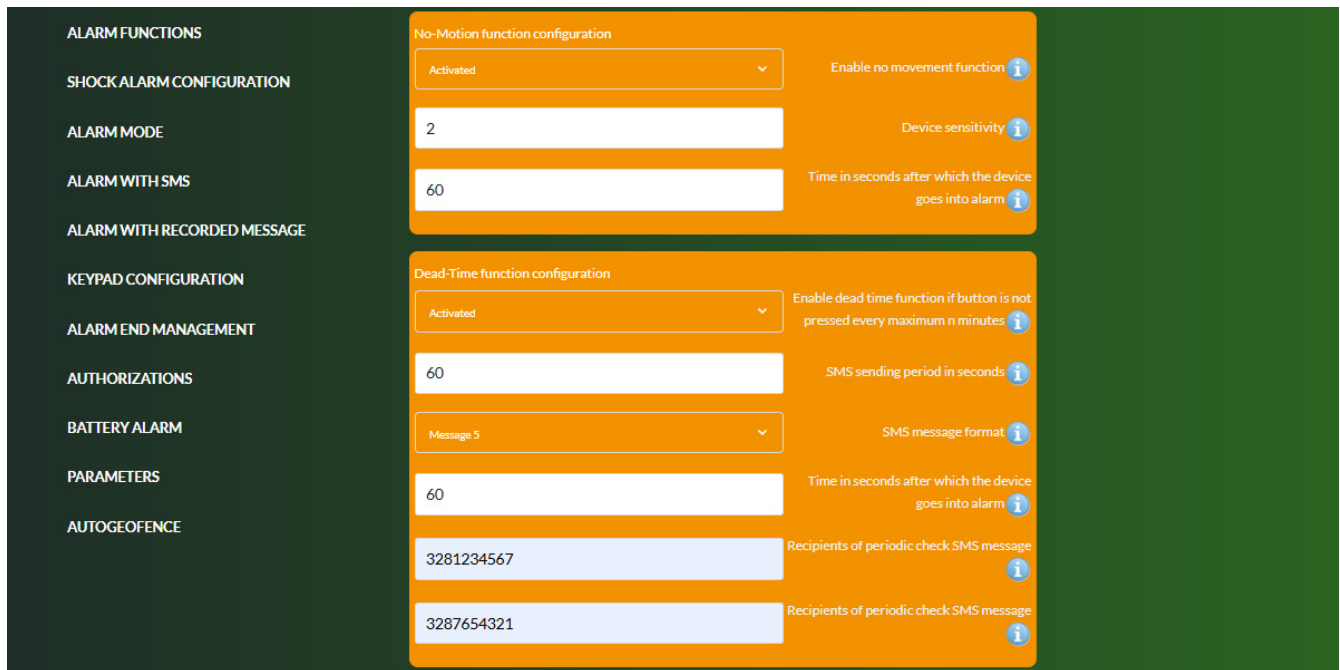 ALARM FUNCTIONS
SHOCK ALARM CONFIGURATION
ALARM MODE
ALARM WITH SMS
ALARM WITH RECORDED MESSAGE
KEYPAD CONFIGURATION
ALARM END MANAGEMENT
AUTHORIZATIONS
BATTERY ALARM
PARAMETERS
AUTOGEOFENCE
No-Motion function configuration
Activated
Enable no movement function
2
Device sensitivity
60
Time in seconds after which the device
goes into alarm
Dead-Time function configuration
Activated
Enable dead time function if button is not
pressed every maximum n minutes
60
SMS sending period in seconds
Message 5
SMS message format
60
Time in seconds after which the device
goes into alarm
3281234567
Recipients of periodic check SMS message
3287654321
Recipients of periodic check SMS message